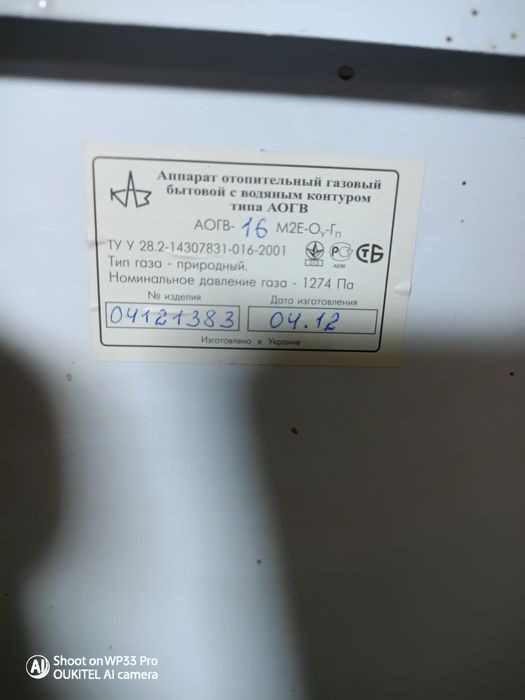 Аппарат отопительный газовый
бытовой с водяным контуром
типа АОГВ
АОГВ- 16 М2Е-Оу-Гп
ТУ У 28.2-14307831-016-2001
Тип газа - природный.
Номинальное давление газа - 1274 Па
№ изделия Дата изготовления
04121383 04.12
Изготовлено в Украине
AI Shoot on WP33 Pro
OUKITEL AI camera